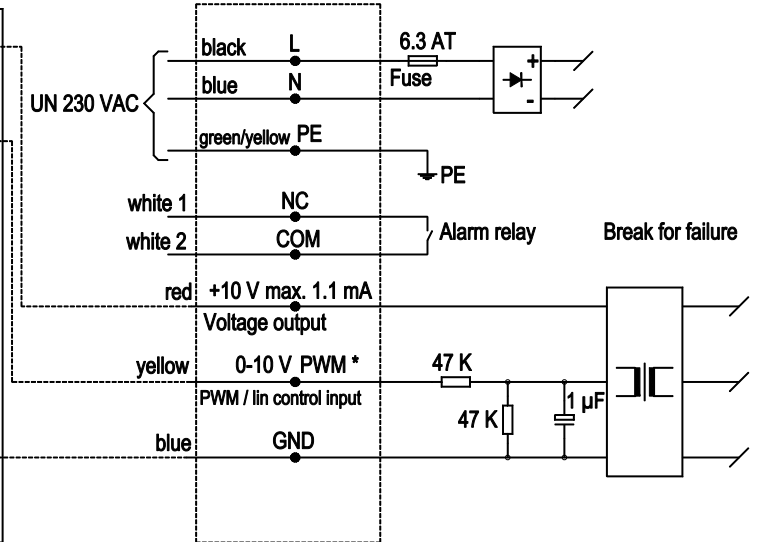 black L 6.3 AT
Fuse
+
blue N
-
UN 230 VAC
green/yellow PE
PE
white 1 NC
Alarm relay Break for failure
white 2 COM
red +10 V max. 1.1 mA
Voltage output
yellow 0-10 V PWM * 47 K
PWM / lin control input
47 K 1 µF
blue GND